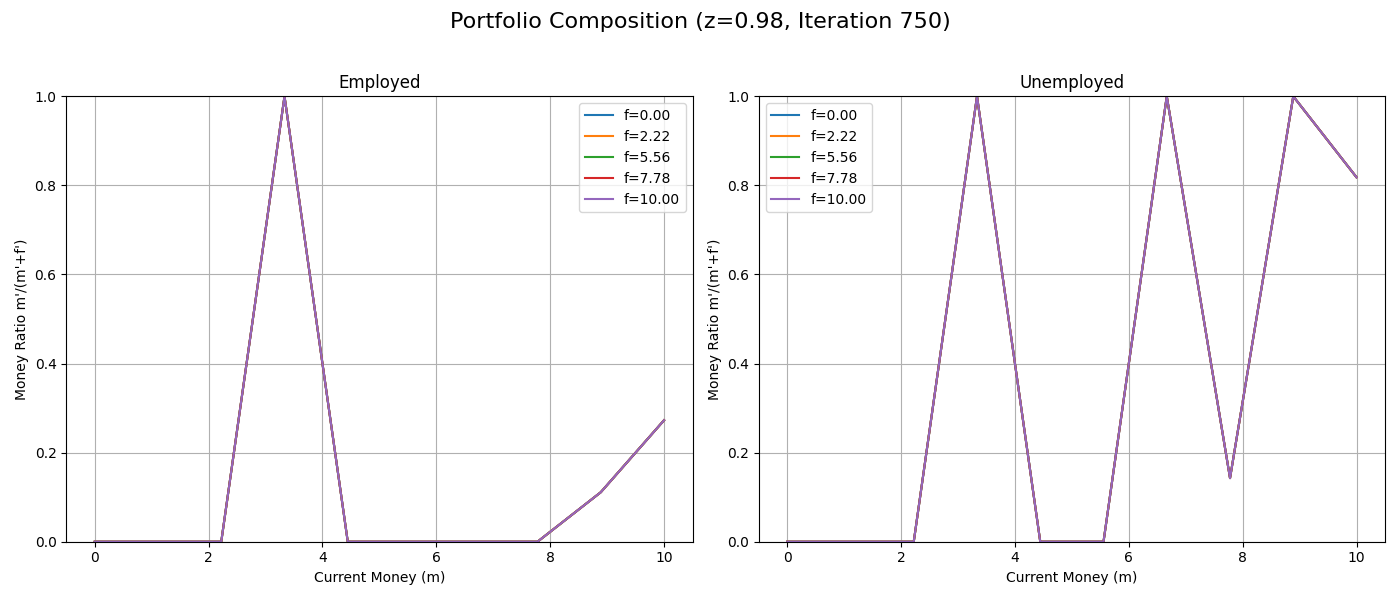 Portfolio Composition (z=0.98, Iteration 750)
Employed
Money Ratio m'/(m'+f')
1.0
0.8
0.6
0.4
0.2
0.0
f=0.00
f=2.22
f=5.56
f=7.78
f=10.00
0 2 4 6 8 10
Current Money (m)
Unemployed
Money Ratio m'/(m'+f')
1.0
0.8
0.6
0.4
0.2
0.0
f=0.00
f=2.22
f=5.56
f=7.78
f=10.00
0 2 4 6 8 10
Current Money (m)